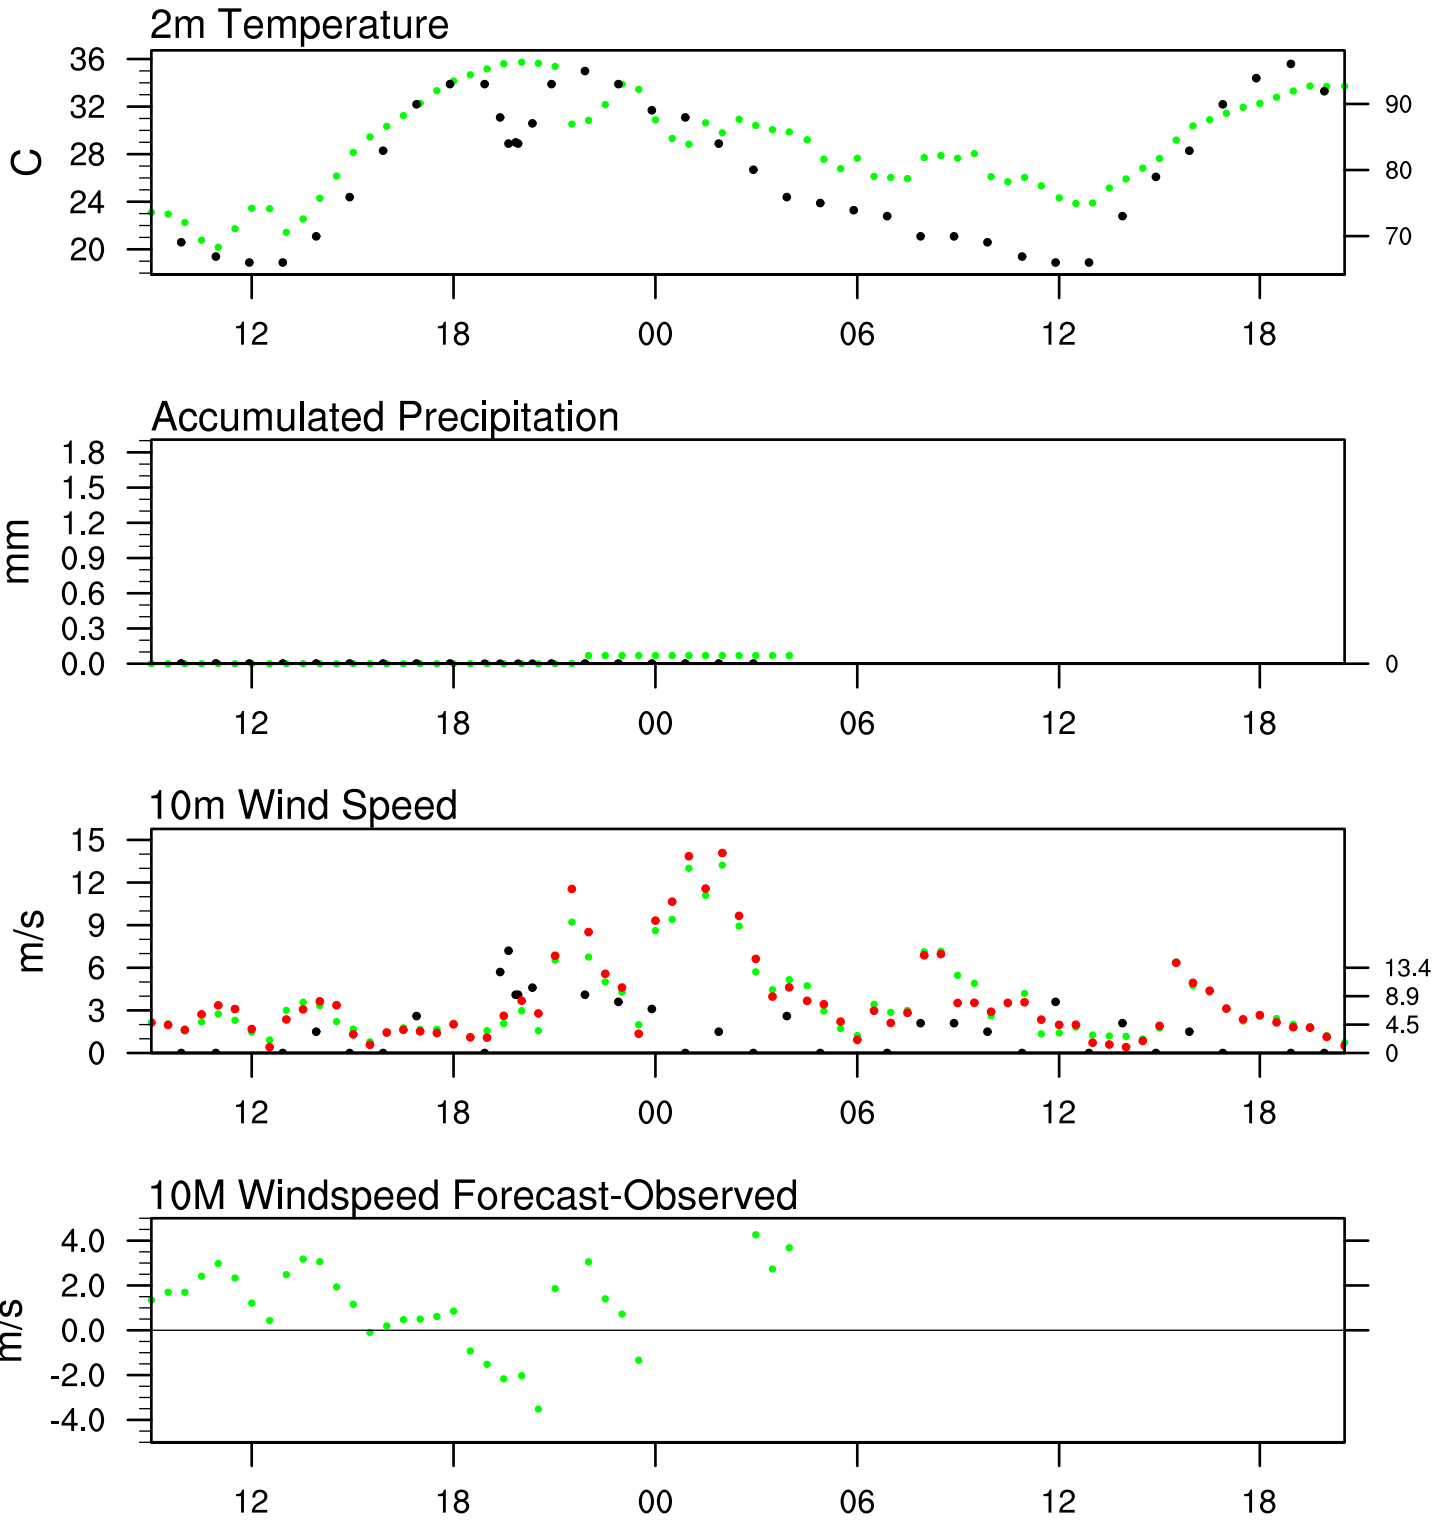 2m Temperature
36
32
28
24
20
C
90
80
70
12 18 00 06 12 18
Accumulated Precipitation
1.8
1.5
1.2
0.9
0.6
0.3
0.0
mm
0
12 18 00 06 12 18
10m Wind Speed
15
12
9
6
3
0
m/s
13.4
8.9
4.5
0
12 18 00 06 12 18
10M Windspeed Forecast-Observed
4.0
2.0
0.0
-2.0
-4.0
m/s
12 18 00 06 12 18